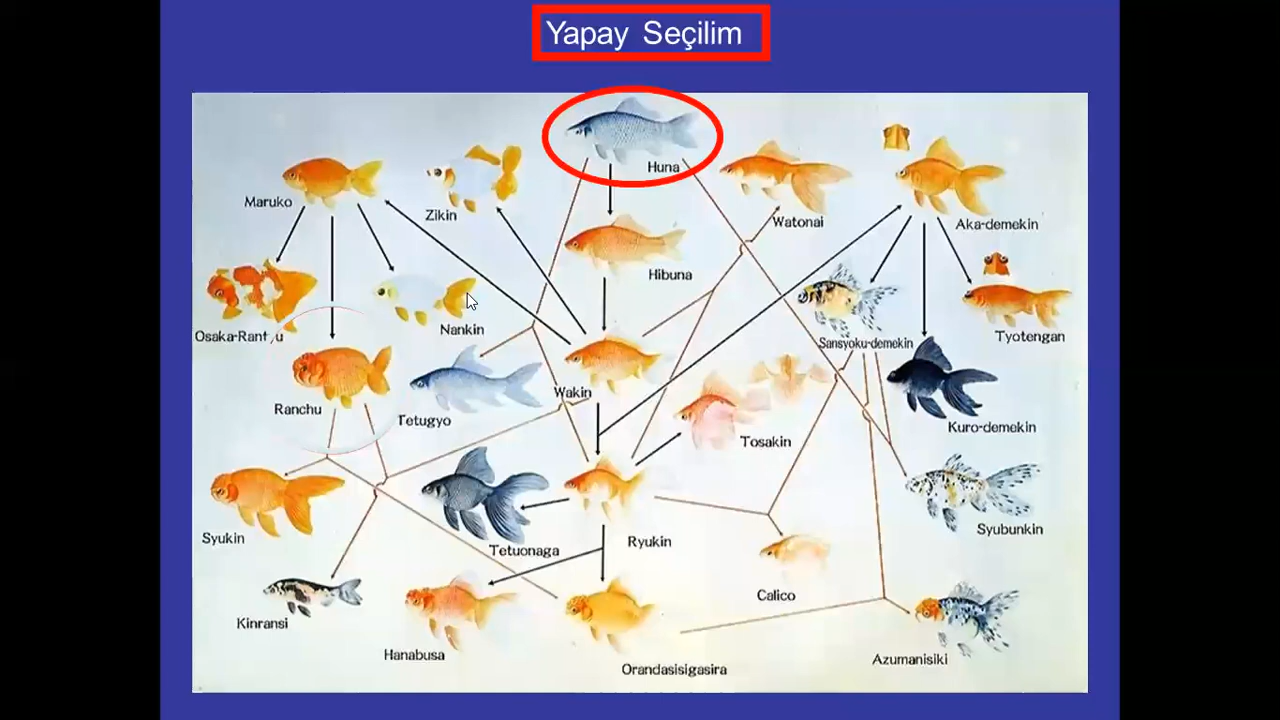 Yapay Seçilim
Huna
Maruko
Zikin
Watonai
Aka-demekin
Hibuna
Osaka-Rant yu
Nankin
Sansyoku-demekin
Tyotengan
Ranchu
Tetugyo
Wakin
Tosakin
Kuro-demekin
Syukin
Tetuonaga
Ryukin
Syubunkin
Kinransi
Hanabusa
Calico
Orandasisigasira
Azumanisiki